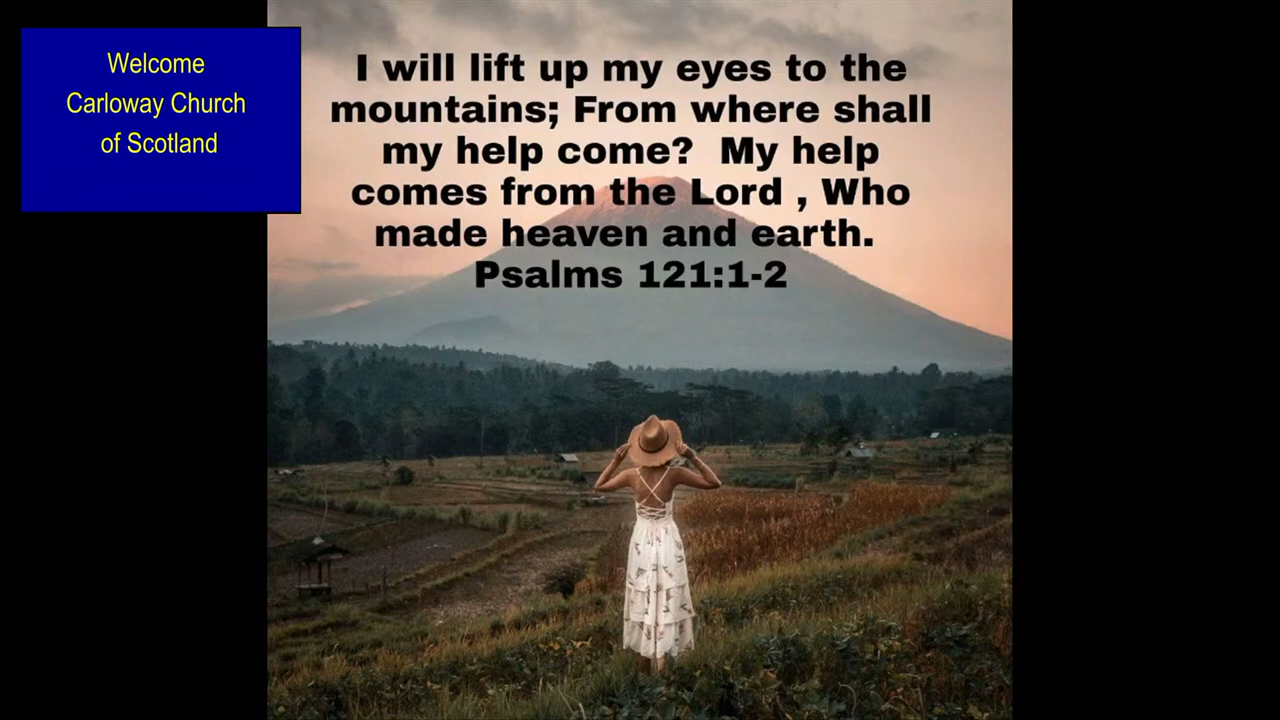 Welcome
Carloway Church
of Scotland
I will lift up my eyes to the
mountains; From where shall
my help come?  My help
comes from the Lord , Who
made heaven and earth.
Psalms 121:1-2